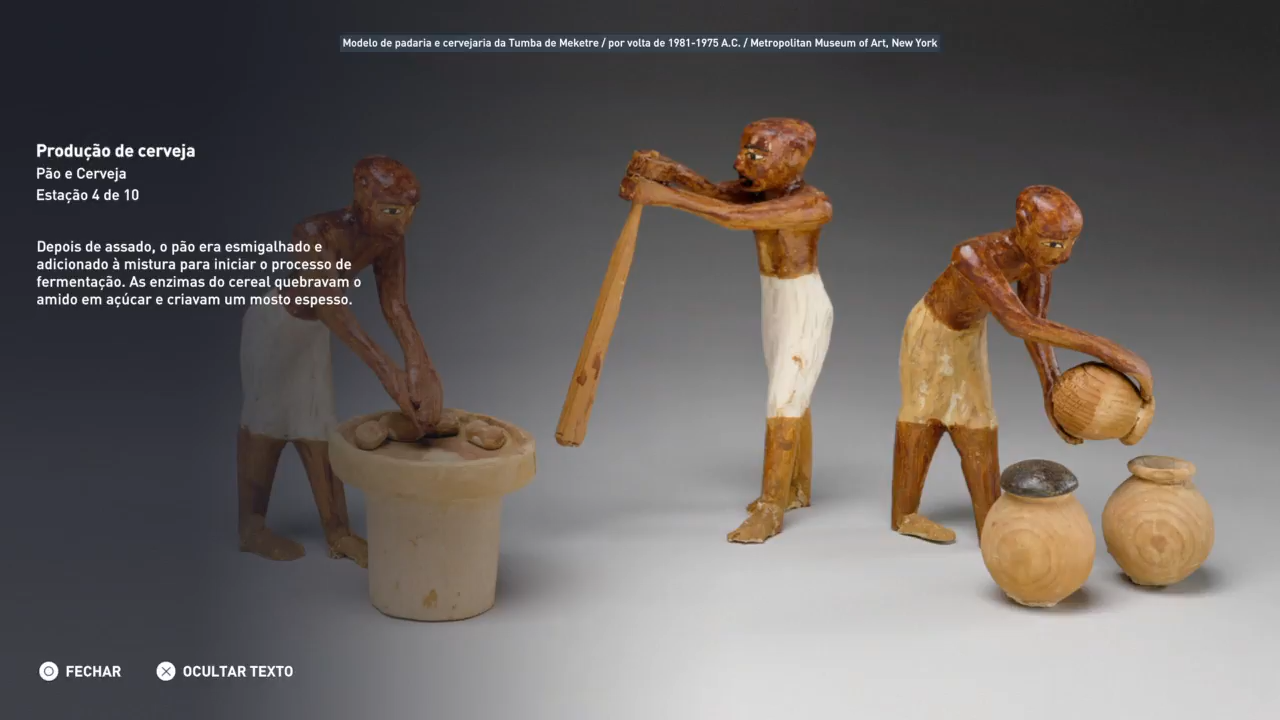 Modelo de padaria e cervejaria da Tumba de Meketre / por volta de 1981-1975 A.C. / Metropolitan Museum of Art, New York
Produção de cerveja
Pão e Cerveja
Estação 4 de 10
Depois de assado, o pão era esmigalhado e
adicionado à mistura para iniciar o processo de
fermentação. As enzimas do cereal quebravam o
amido em açúcar e criavam um mosto espesso.
FECHAR
OCULTAR TEXTO